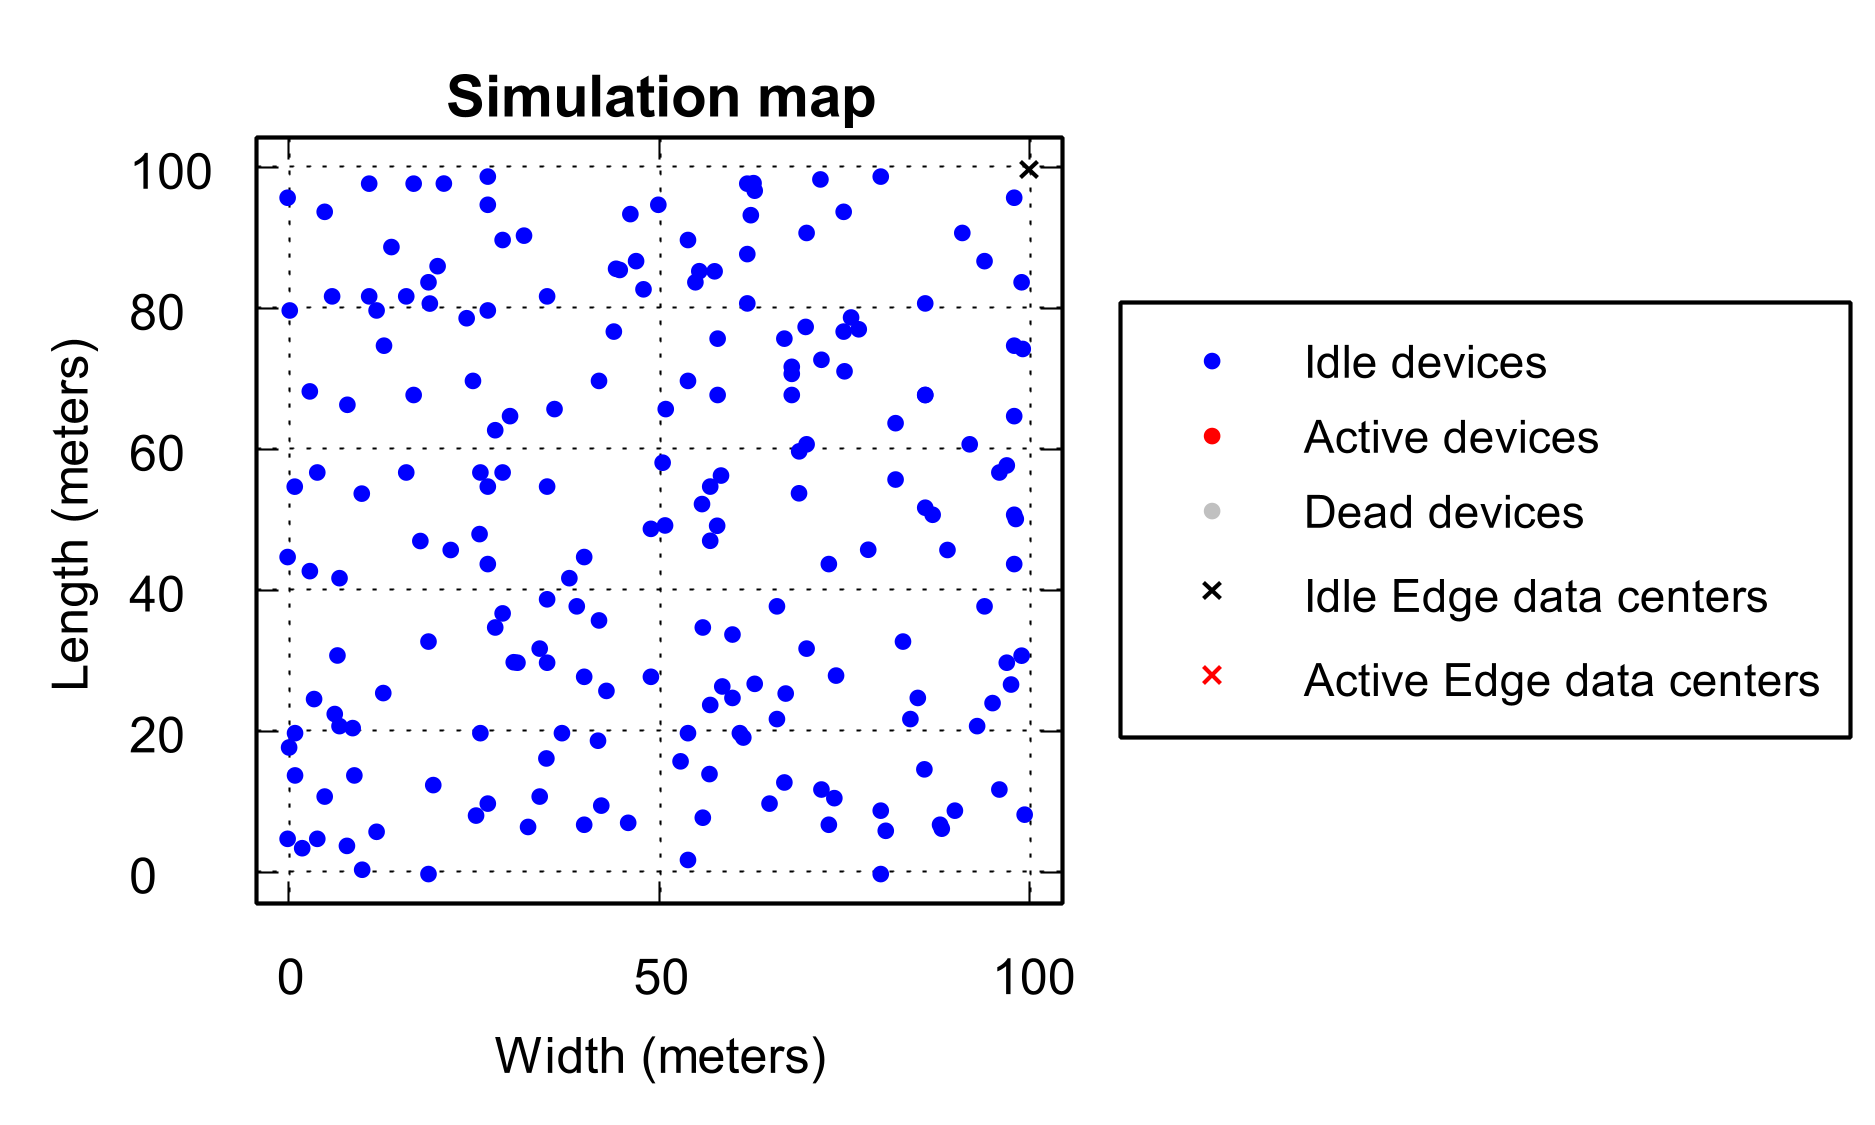 Simulation map
100
80
60
40
20
0
Length (meters)
0 50 100
Width (meters)
Idle devices
Active devices
Dead devices
Idle Edge data centers
Active Edge data centers